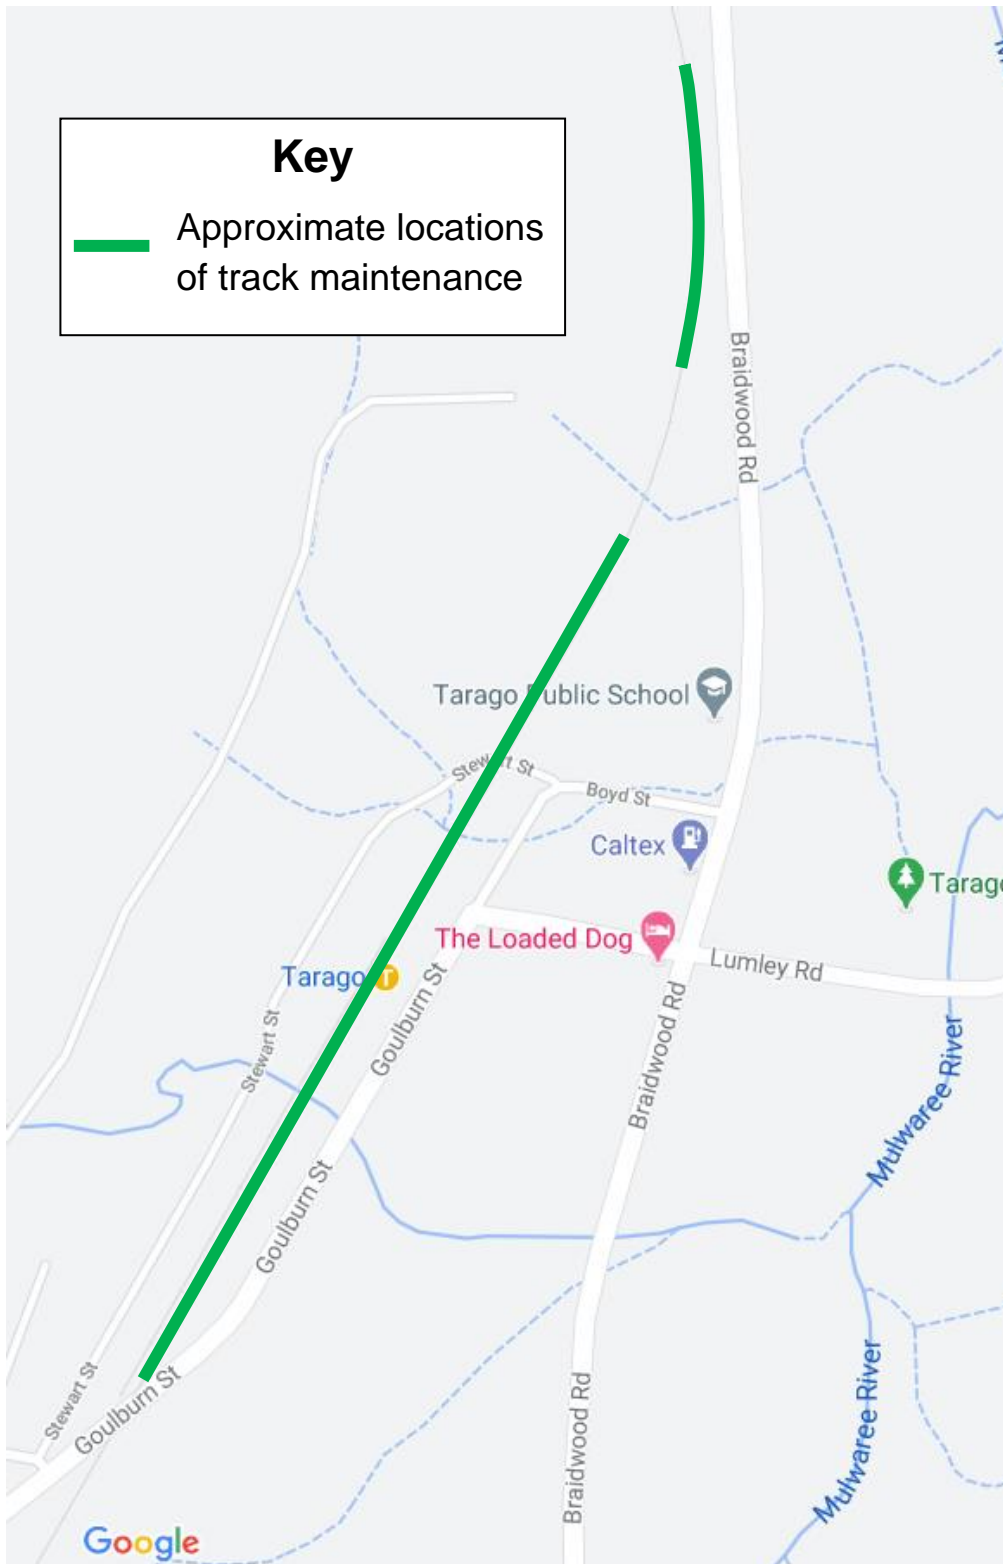 Key
Approximate locations
of track maintenance
Braidwood Rd
Tarago Public School
Stewart St
Boyd St
Caltex
Tarago
The Loaded Dog
Lumley Rd
Tarago
Goulburn St
Stewart St
Braidwood Rd
Mulwaree River
Goulburn St
Stewart St
Goulburn St
Braidwood Rd
Mulwaree River
Google